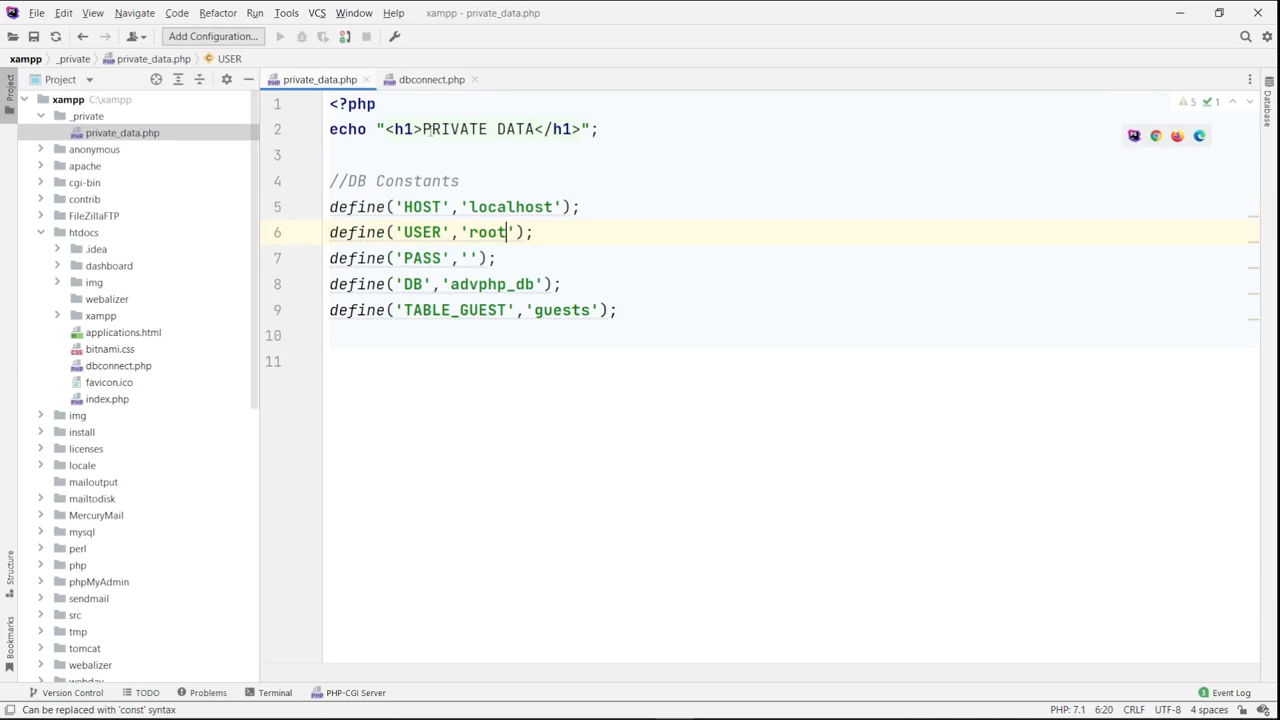 File Edit View Navigate Code Refactor Run Tools VCS Window Help xampp - private_data.php
Add Configuration...
xampp _private private_data.php USER
Project
Project
private_data.php
dbconnect.php
Database
xampp C:\xampp
_private
private_data.php
anonymous
apache
cgi-bin
contrib
FileZillaFTP
htdocs
.idea
dashboard
img
webalizer
xampp
applications.html
bitnami.css
dbconnect.php
favicon.ico
index.php
img
install
licenses
locale
mailoutput
mailtodisk
MercuryMail
mysql
perl
php
phpMyAdmin
sendmail
src
tmp
tomcat
webalizer
Structure
Bookmarks
5 1
1 <?php
2 echo "<h1>PRIVATE DATA</h1>";
3
4 //DB Constants
5 define('HOST','localhost');
6 define('USER','root');
7 define('PASS','');
8 define('DB','advphp_db');
9 define('TABLE_GUEST','guests');
10
11
Version Control TODO Problems Terminal PHP-CGI Server Event Log
Can be replaced with 'const' syntax PHP: 7.1 6:20 CRLF UTF-8 4 spaces